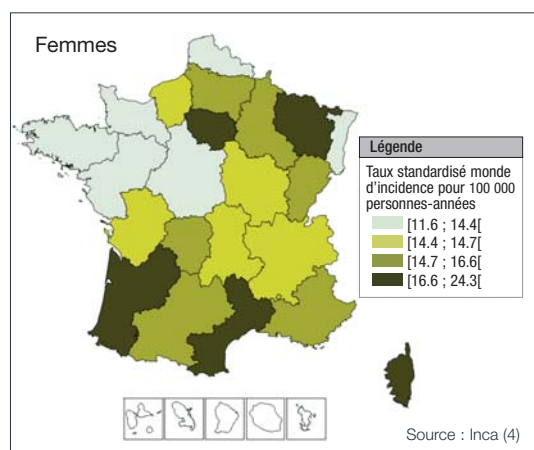 Femmes
Légende
Taux standardisé monde
d'incidence pour 100 000
personnes-années
[11.6 ; 14.4[
[14.4 ; 14.7[
[14.7 ; 16.6[
[16.6 ; 24.3[
Source : Inca (4)